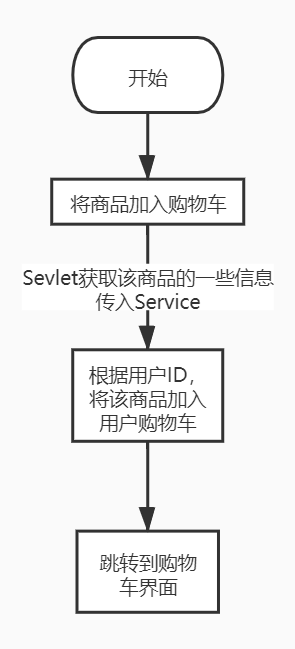 开始
将商品加入购物车
Sevlet获取该商品的一些信息
传入Service
根据用户ID，
将该商品加入
用户购物车
跳转到购物
车界面